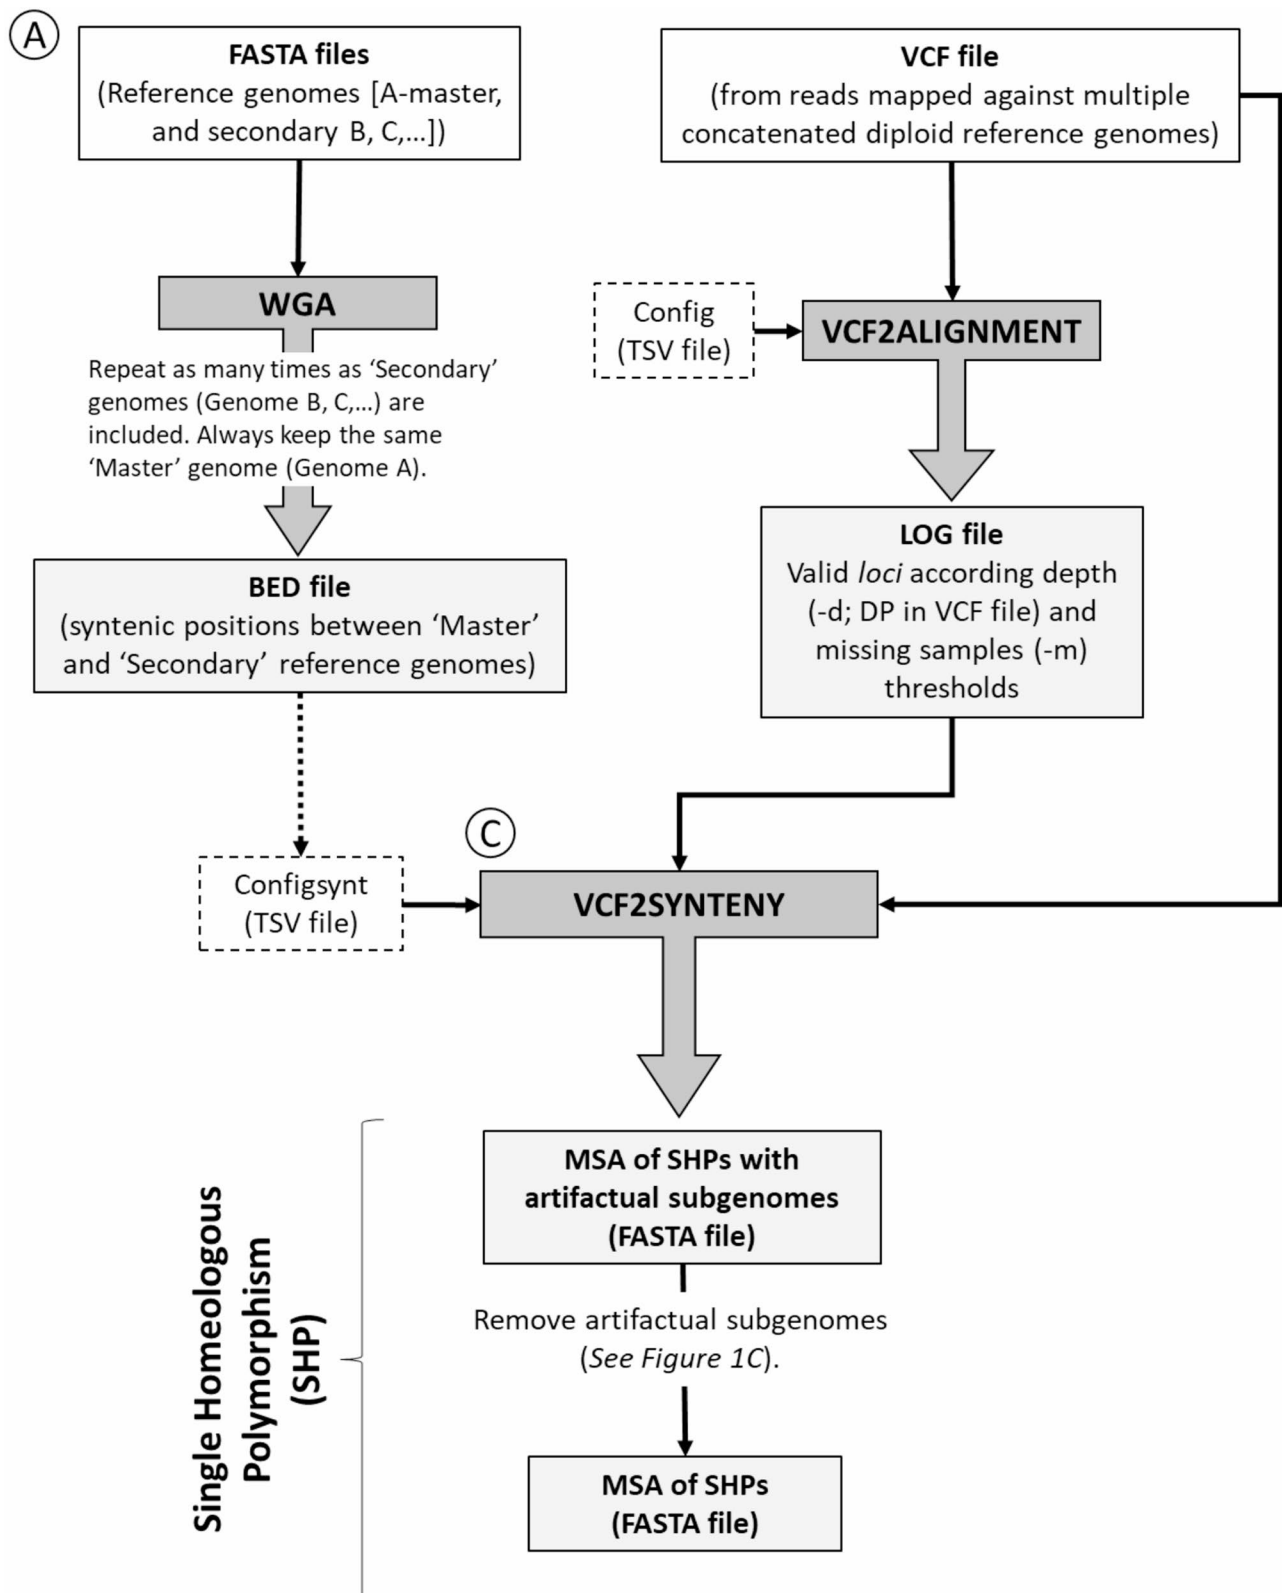 A
FASTA files
(Reference genomes [A-master,
and secondary B, C,...])
VCF file
(from reads mapped against multiple
concatenated diploid reference genomes)
WGA
Repeat as many times as ‘Secondary’
genomes (Genome B, C,...) are
included. Always keep the same
‘Master’ genome (Genome A).
Config
(TSV file)
VCF2ALIGNMENT
BED file
(syntenic positions between ‘Master’
and ‘Secondary’ reference genomes)
LOG file
Valid loci according depth
(-d; DP in VCF file) and
missing samples (-m)
thresholds
C
Configsynt
(TSV file)
VCF2SYNTENY
Single Homeologous
Polymorphism
(SHP)
MSA of SHPs with
artifactual subgenomes
(FASTA file)
Remove artifactual subgenomes
(See Figure 1C).
MSA of SHPs
(FASTA file)